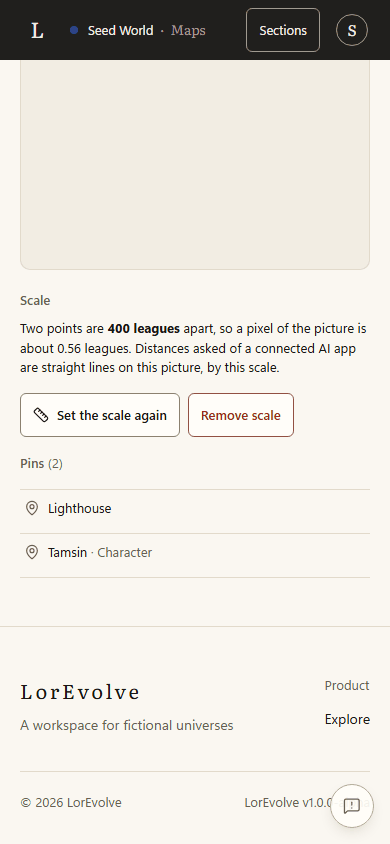 L
Seed World · Maps
Sections
S
Scale
Two points are 400 leagues apart, so a pixel of the picture is
about 0.56 leagues. Distances asked of a connected AI app
are straight lines on this picture, by this scale.
Set the scale again
Remove scale
Pins (2)
Lighthouse
Tamsin · Character
LorEvolve
Product
A workspace for fictional universes
Explore
© 2026 LorEvolve
LorEvolve v1.0.0